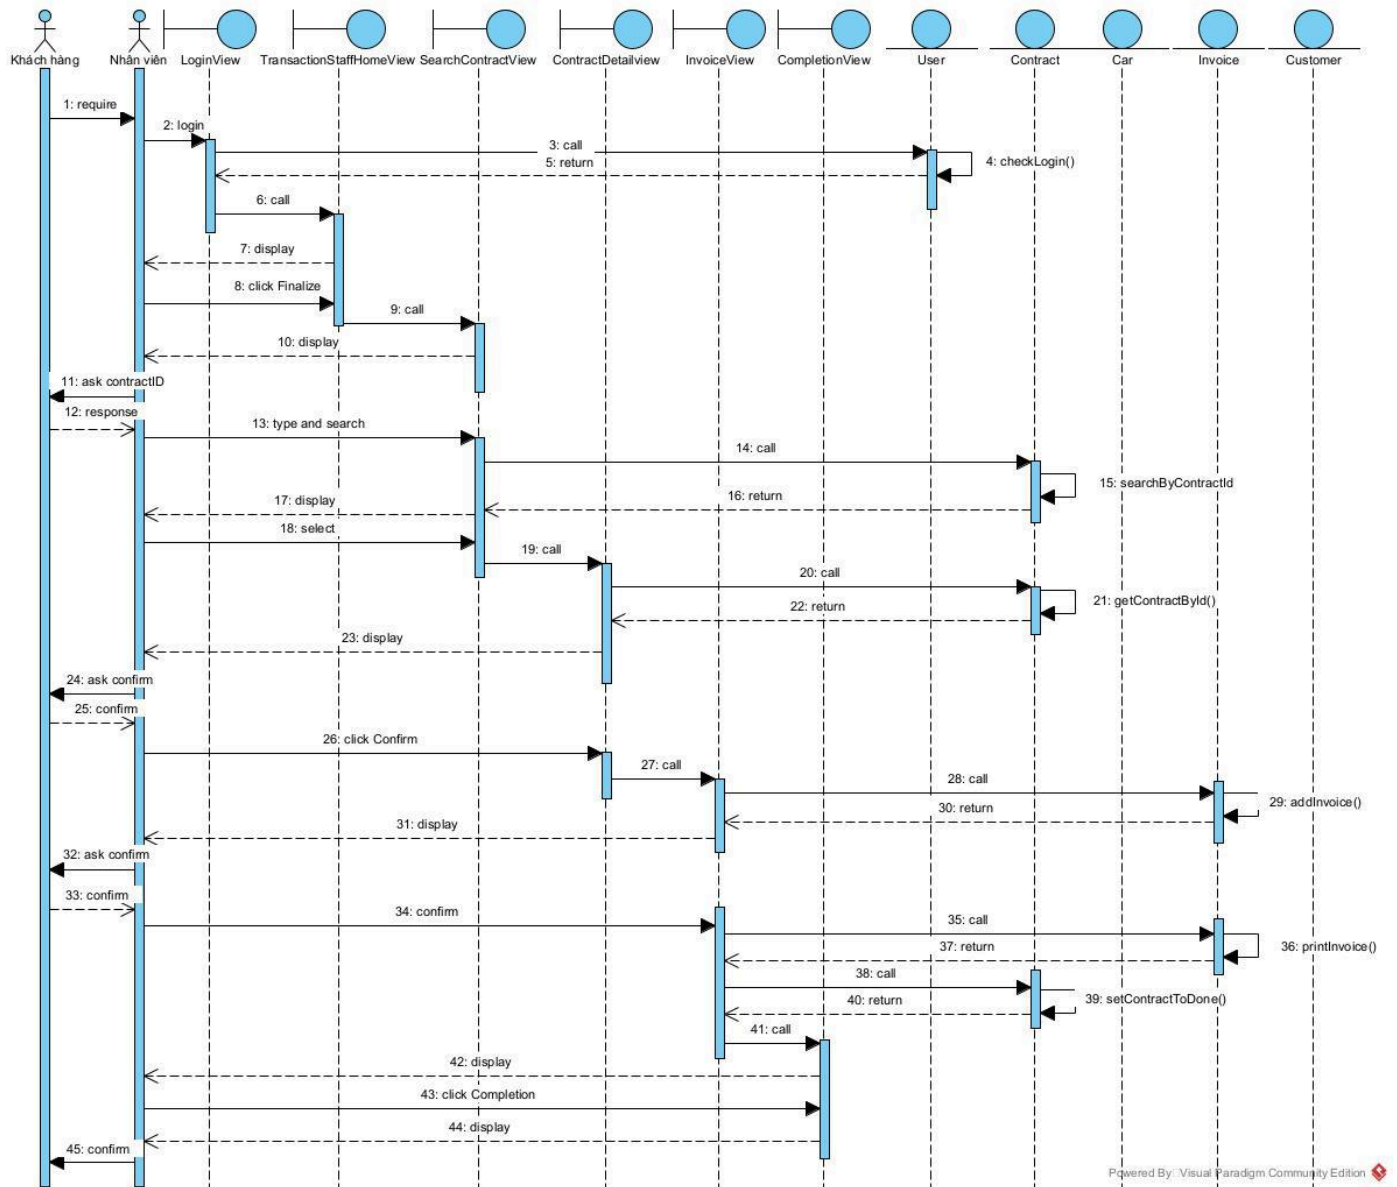 Khách hàng
Nhân viên
LoginView
TransactionStaffHomeView
SearchContractView
ContractDetailview
InvoiceView
CompletionView
User
Contract
Car
Invoice
Customer
1: require
2: login
3: call
4: checkLogin()
5: return
6: call
7: display
8: click Finalize
9: call
10: display
11: ask contractID
12: response
13: type and search
14: call
15: searchByContractId
16: return
17: display
18: select
19: call
20: call
21: getContractById()
22: return
23: display
24: ask confirm
25: confirm
26: click Confirm
27: call
28: call
29: addInvoice()
30: return
31: display
32: ask confirm
33: confirm
34: confirm
35: call
36: printInvoice()
37: return
38: call
39: setContractToDone()
40: return
41: call
42: display
43: click Completion
44: display
45: confirm
Powered By Visual Paradigm Community Edition